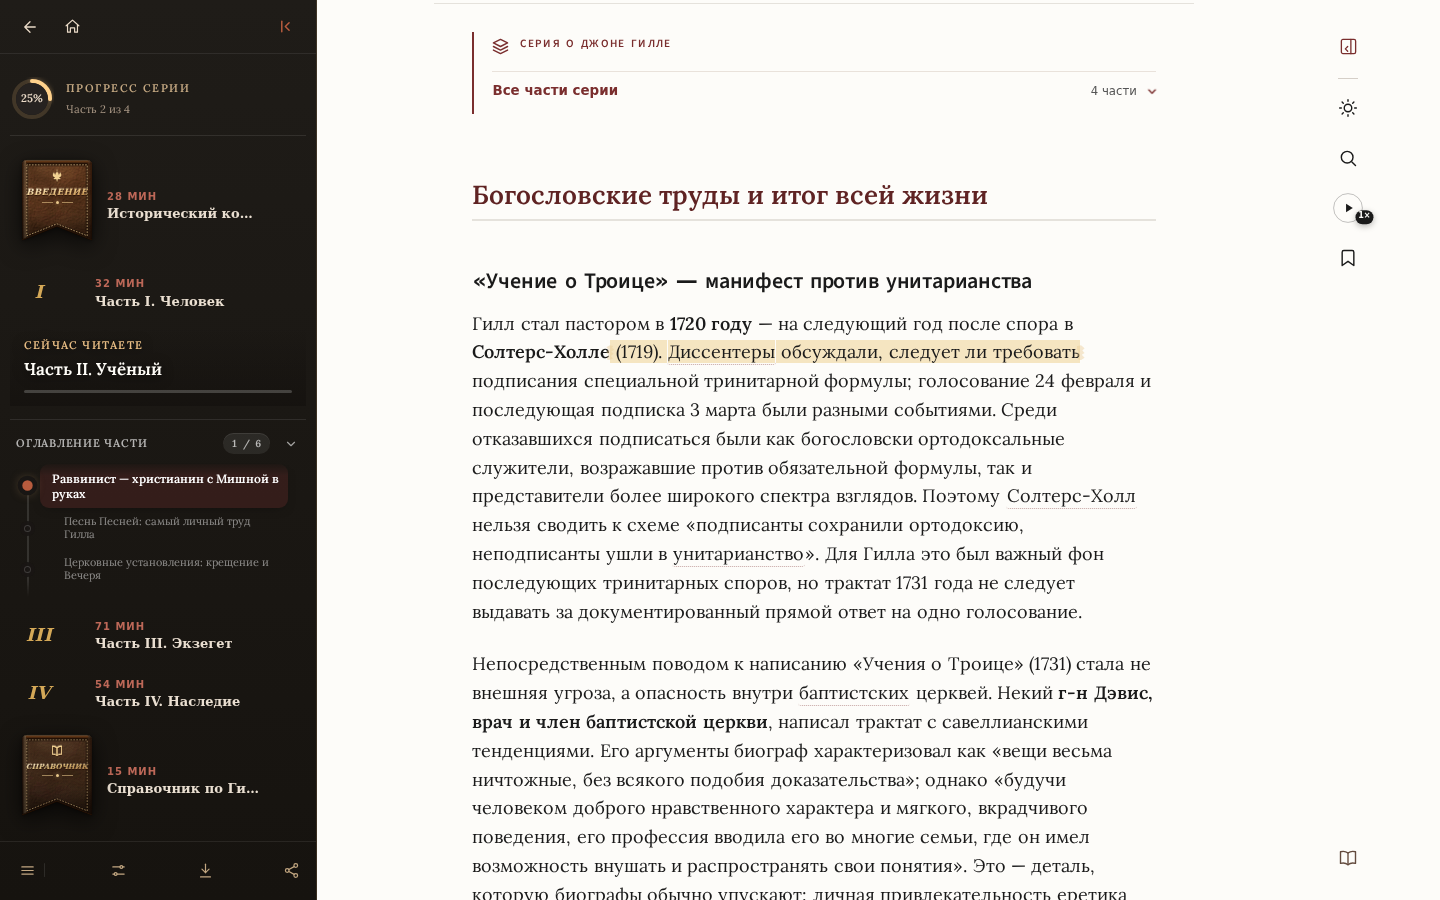 25%
ПРОГРЕСС СЕРИИ
Часть 2 из 4
ВВЕДЕНИЕ
28 МИН
Исторический ко...
I
32 МИН
Часть I. Человек
СЕЙЧАС ЧИТАЕТЕ
Часть II. Учёный
ОГЛАВЛЕНИЕ ЧАСТИ
1 / 6
Раввинист — христианин с Мишной в
руках
Песнь Песней: самый личный труд
Гилла
Церковные установления: крещение и
Вечеря
III
71 МИН
Часть III. Экзегет
IV
54 МИН
Часть IV. Наследие
СПРАВОЧНИК
15 МИН
Справочник по Ги...
СЕРИЯ О ДЖОНЕ ГИЛЛЕ
Все части серии
4 части
Богословские труды и итог всей жизни
«Учение о Троице» — манифест против унитарианства
Гилл стал пастором в 1720 году — на следующий год после спора в
Солтерс-Холле (1719). Диссентеры обсуждали, следует ли требовать
подписания специальной тринитарной формулы; голосование 24 февраля и
последующая подписка 3 марта были разными событиями. Среди
отказавшихся подписаться были как богословски ортодоксальные
служители, возражавшие против обязательной формулы, так и
представители более широкого спектра взглядов. Поэтому Солтерс-Холл
нельзя сводить к схеме «подписанты сохранили ортодоксию,
неподписанты ушли в унитарианство». Для Гилла это был важный фон
последующих тринитарных споров, но трактат 1731 года не следует
выдавать за документированный прямой ответ на одно голосование.
Непосредственным поводом к написанию «Учения о Троице» (1731) стала не
внешняя угроза, а опасность внутри баптистских церквей. Некий г-н Дэвис,
врач и член баптистской церкви, написал трактат с савеллианскими
тенденциями. Его аргументы биограф характеризовал как «вещи весьма
ничтожные, без всякого подобия доказательства»; однако «будучи
человеком доброго нравственного характера и мягкого, вкрадчивого
поведения, его профессия вводила его во многие семьи, где он имел
возможность внушать и распространять свои понятия». Это — деталь,
которую биографы обычно упускают: личная привлекательность еретика
1×